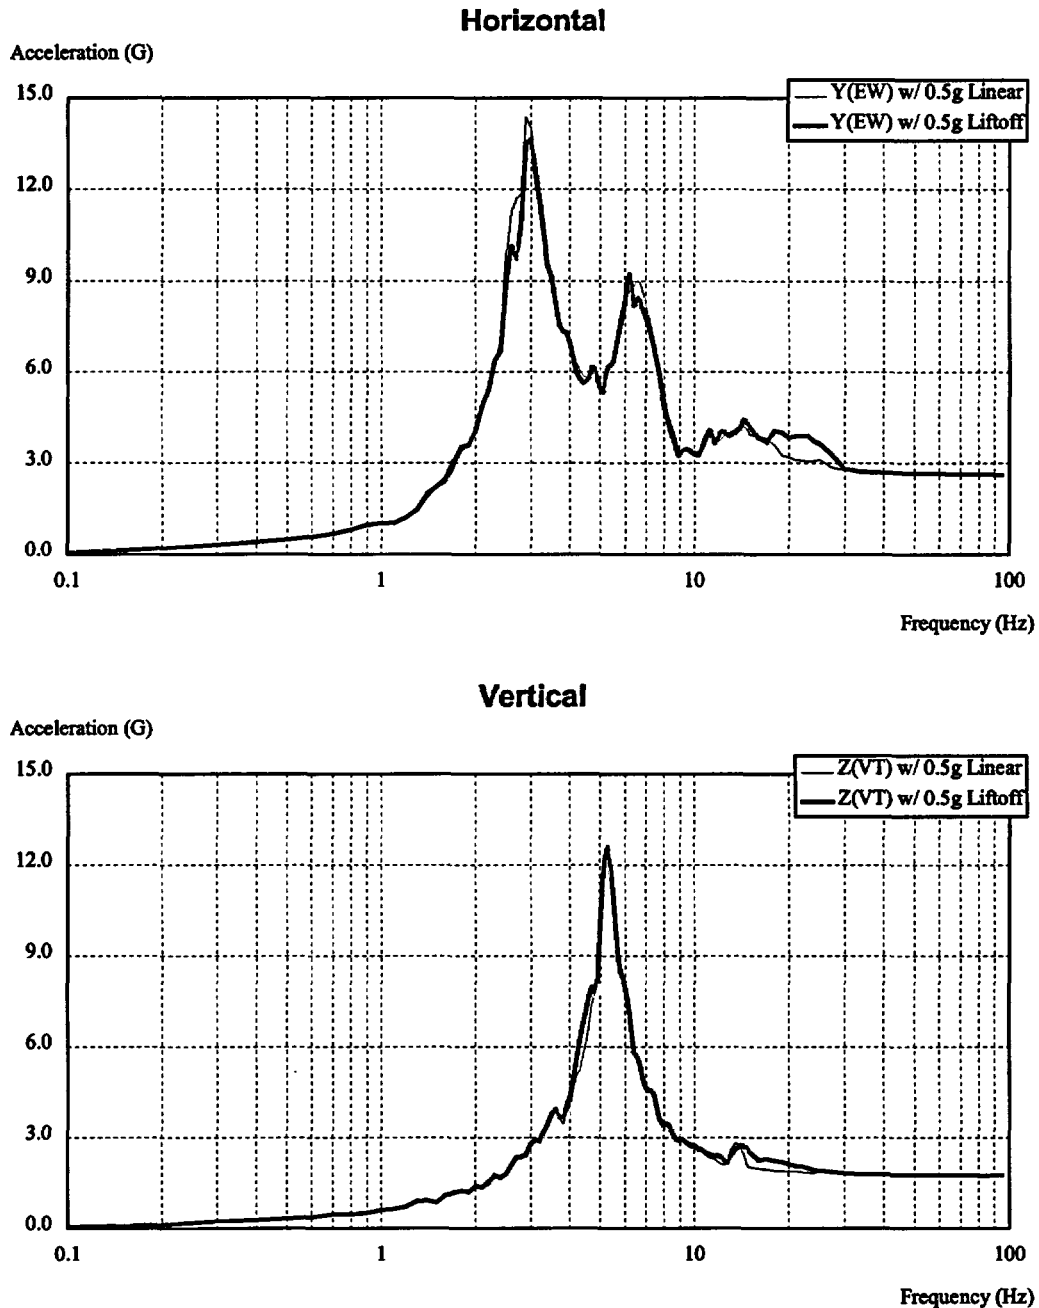 Horizontal
Acceleration (G)
15.0
Y(EW) w/ 0.5g Linear
Y(EW) w/ 0.5g Liftoff
12.0
9.0
6.0
3.0
0.0
0.1
1
10
100
Frequency (Hz)
Vertical
Acceleration (G)
15.0
Z(VT) w/ 0.5g Linear
Z(VT) w/ 0.5g Liftoff
12.0
9.0
6.0
3.0
0.0
0.1
1
10
100
Frequency (Hz)